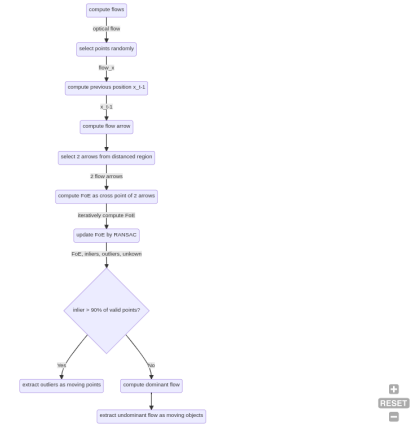 compute flows
optical flow
select points randomly
flow_x
compute previous position x_t-1
x_t-1
compute flow arrow
select 2 arrows from distanced region
2 flow arrows
compute FoE as cross point of 2 arrows
iteratively compute FoE
update FoE by RANSAC
FoE, inliers, outliers, unkown
inlier > 90% of valid points?
Yes
No
extract outliers as moving points
compute dominant flow
extract undominant flow as moving objects
RESET